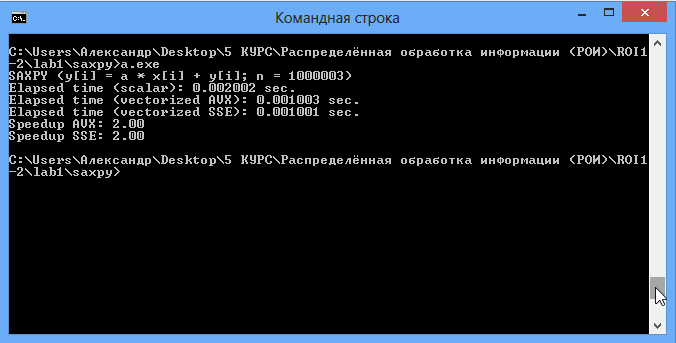 Командная строка
C:\Users\Александр\Desktop\5 КУРС\Распределённая обработка информации (РОИ)\ROI1
-2\lab1\saxpy>a.exe
SAXPY (y[i] = a * x[i] + y[i]; n = 1000003)
Elapsed time (scalar): 0.002002 sec.
Elapsed time (vectorized AVX): 0.001003 sec.
Elapsed time (vectorized SSE): 0.001001 sec.
Speedup AVX: 2.00
Speedup SSE: 2.00
C:\Users\Александр\Desktop\5 КУРС\Распределённая обработка информации (РОИ)\ROI1
-2\lab1\saxpy>